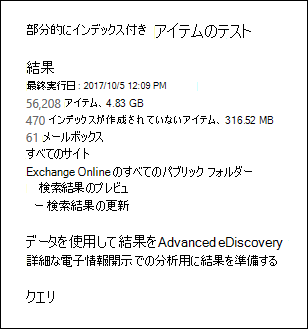 部分的にインデックス付き アイテムのテスト
結果
最終実行日 : 2017/10/5 12:09 PM
56,208 アイテム、4.83 GB
470 インデックスが作成されていないアイテム、316.52 MB
61 メールボックス
すべてのサイト
Exchange Online のすべてのパブリック フォルダー
検索結果のプレビュ
ー 検索結果の更新
データを使用して結果をAdvanced eDiscovery
詳細な電子情報開示での分析用に結果を準備する
クエリ